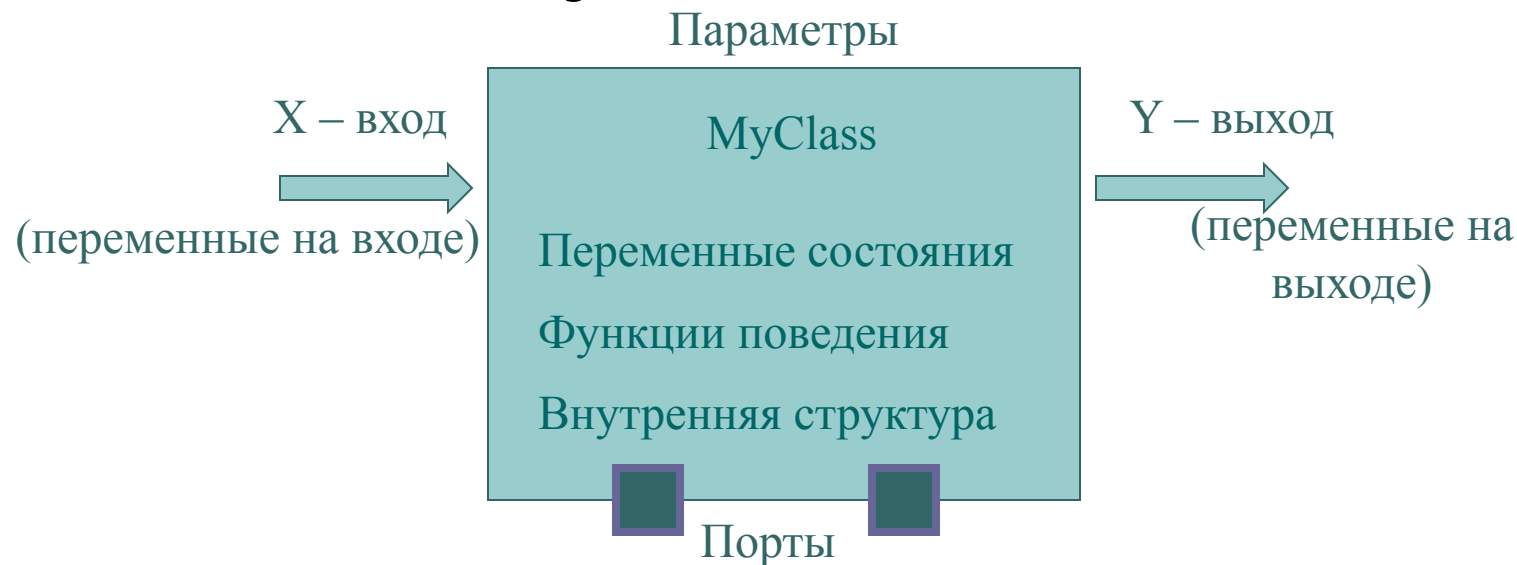 Параметры
X – вход
MyClass
Y – выход
(переменные на входе)
Переменные состояния
(переменные на
выходе)
Функции поведения
Внутренняя структура
Порты